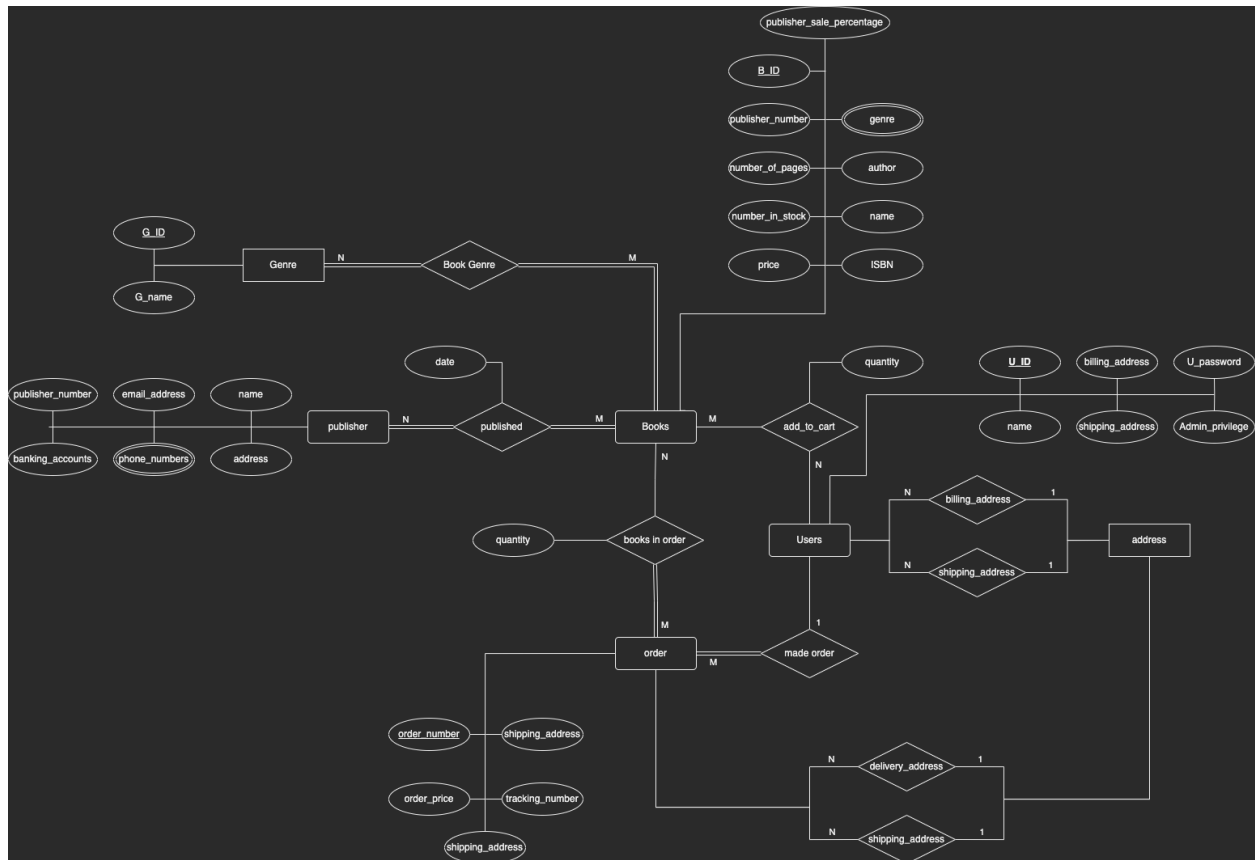 publisher_sale_percentage
B_ID
publisher_number
genre
number_of_pages
author
number_in_stock
name
price
ISBN
G_ID
Genre
N
Book Genre
M
G_name
date
quantity
U_ID
billing_address
U_password
publisher_number
email_address
name
publisher
N
published
M
Books
M
add_to_cart
name
shipping_address
Admin_privilege
banking_accounts
phone_numbers
address
N
N
N
billing_address
1
quantity
books in order
Users
address
N
shipping_address
1
M
1
order
M
made order
order_number
shipping_address
N
delivery_address
1
order_price
tracking_number
shipping_address
N
shipping_address
1